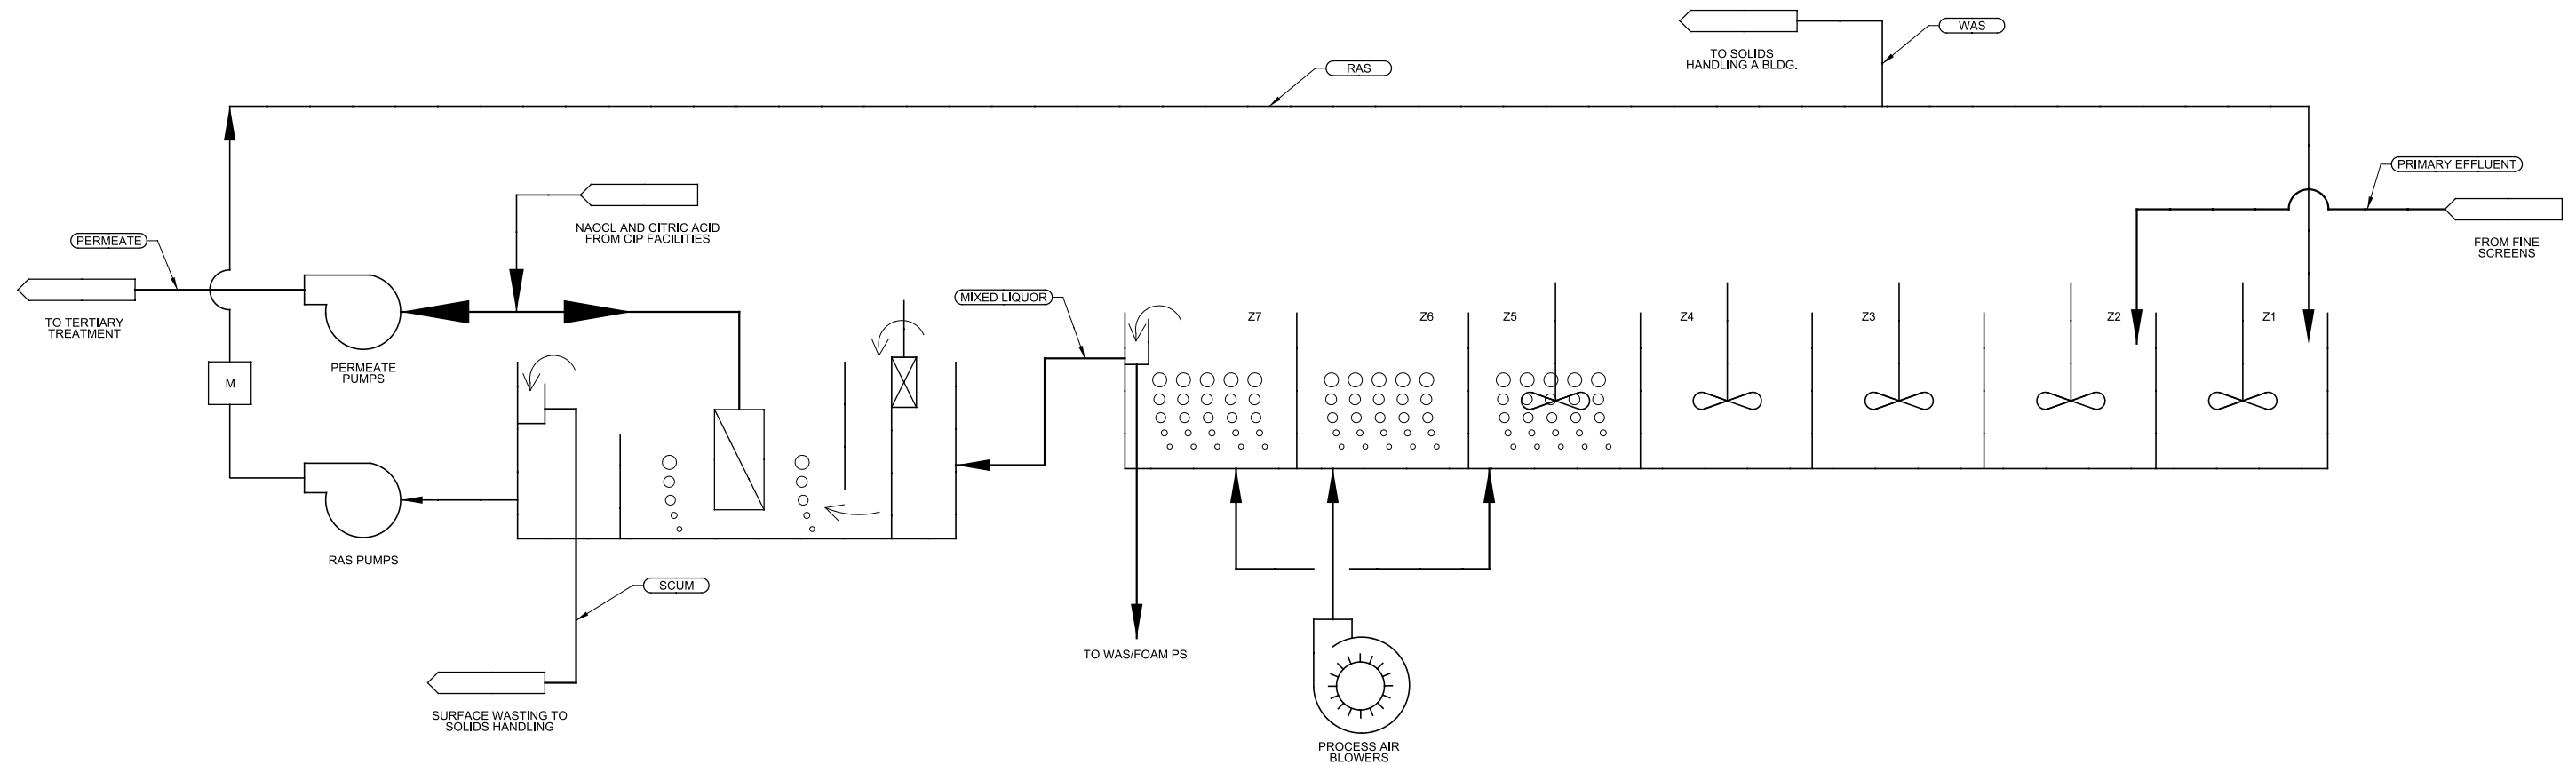 WAS
TO SOLIDS
HANDLING A BLDG.
RAS
PRIMARY EFFLUENT
NAOCL AND CITRIC ACID
FROM CIP FACILITIES
PERMEATE
FROM FINE
SCREENS
MIXED LIQUOR
TO TERTIARY
TREATMENT
Z7
Z6
Z5
Z4
Z3
Z2
Z1
PERMEATE
PUMPS
M
RAS PUMPS
SCUM
TO WAS/FOAM PS
SURFACE WASTING TO
SOLIDS HANDLING
PROCESS AIR
BLOWERS